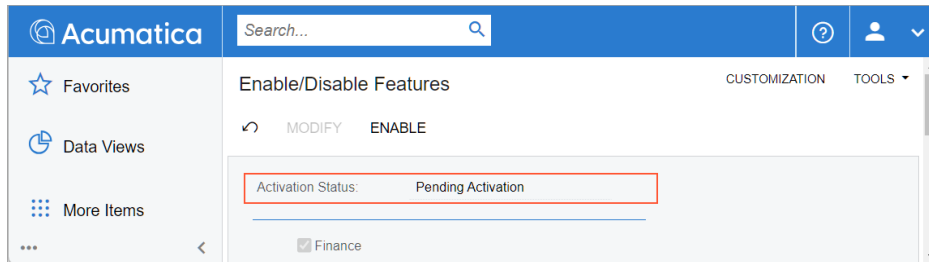 Acumatica
Search...
Favorites
Data Views
More Items
Enable/Disable Features
CUSTOMIZATION
TOOLS
MODIFY
ENABLE
Activation Status:
Pending Activation
Finance